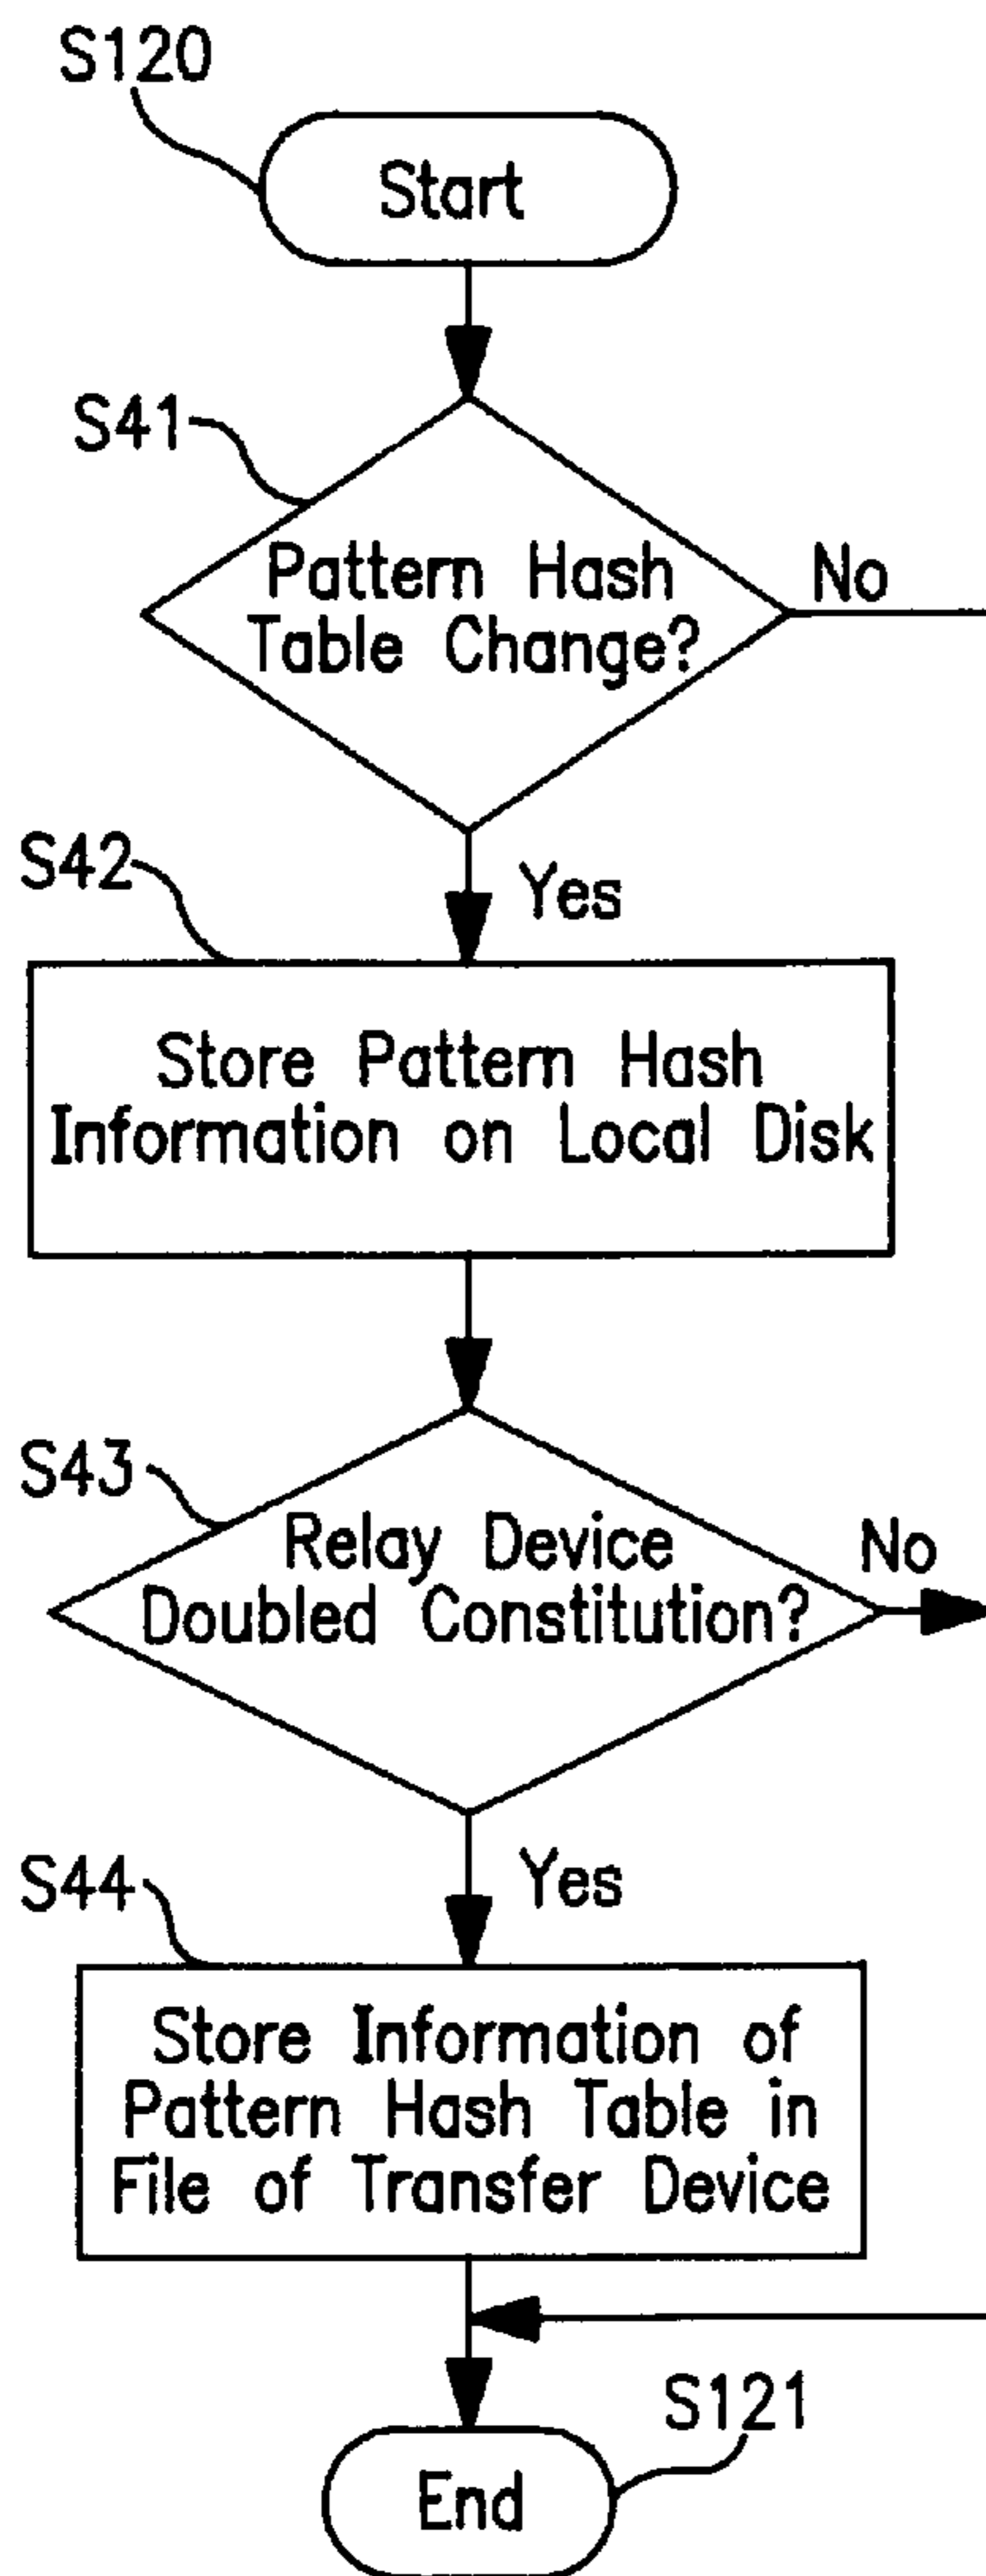 S120
Start
S41
Pattern Hash
Table Change?
No
S42
Yes
Store Pattern Hash
Information on Local Disk
S43
Relay Device
Doubled Constitution?
No
S44
Yes
Store Information of
Pattern Hash Table in
File of Transfer Device
S121
End